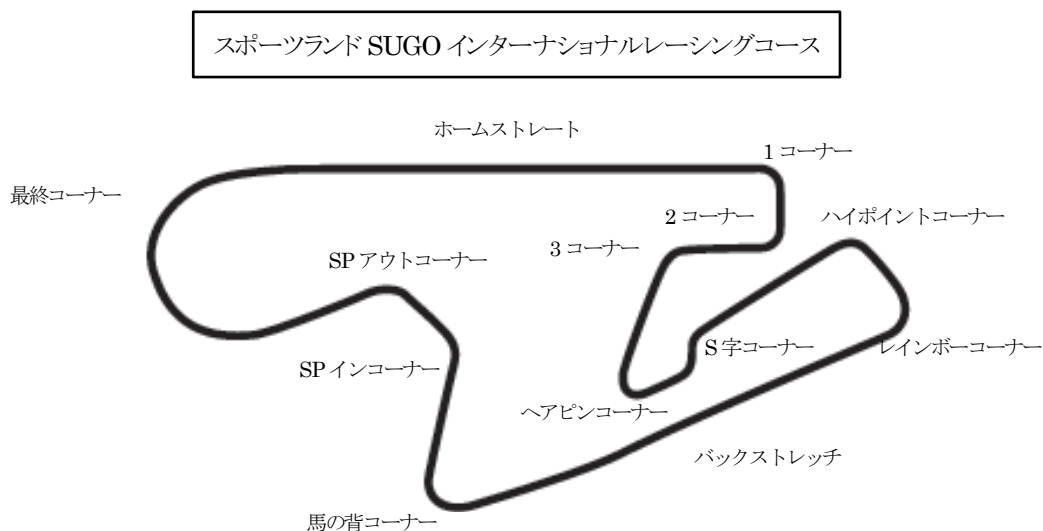 スポーツランド SUGO インターナショナルレーシングコース
ホームストレート
1 コーナー
最終コーナー
2 コーナー
ハイポイントコーナー
3 コーナー
SP アウトコーナー
S 字コーナー
レインボーコーナー
SP インコーナー
ヘアピンコーナー
バックストレッチ
馬の背コーナー